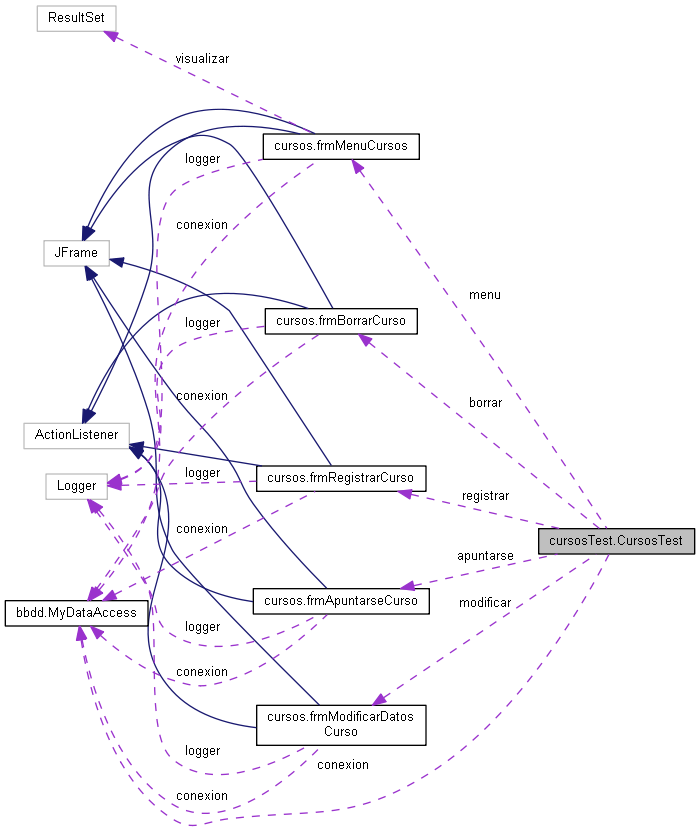 ResultSet
visualizar
cursos.frmMenuCursos
logger
conexion
JFrame
menu
cursos.frmBorrarCurso
logger
conexion
borrar
ActionListener
cursos.frmRegistrarCurso
logger
Logger
registrar
conexion
cursosTest.CursosTest
apuntarse
cursos.frmApuntarseCurso
modificar
bbdd.MyDataAccess
logger
conexion
cursos.frmModificarDatos
Curso
logger
conexion
conexion